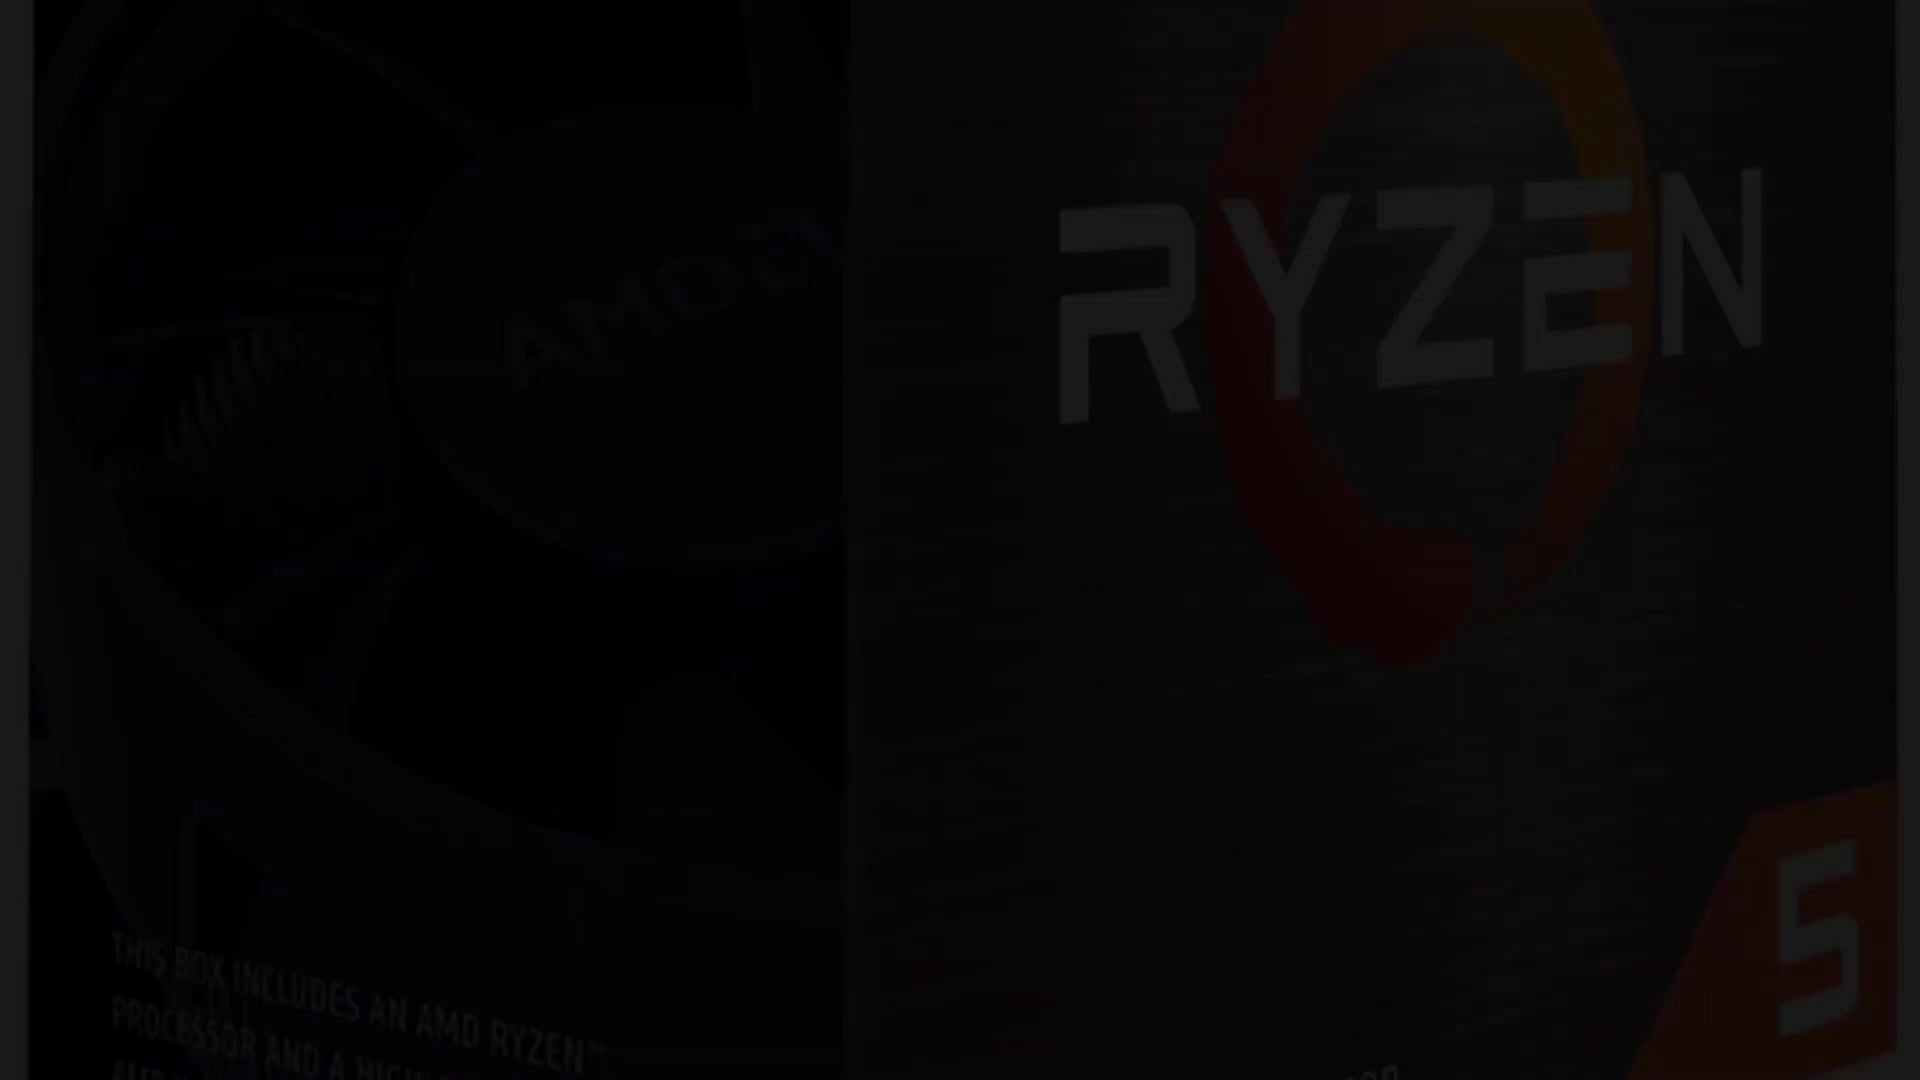 AMD
RYZEN
5
THIS BOX INCLUDES AN AMD RYZEN™
PROCESSOR AND A HIGH